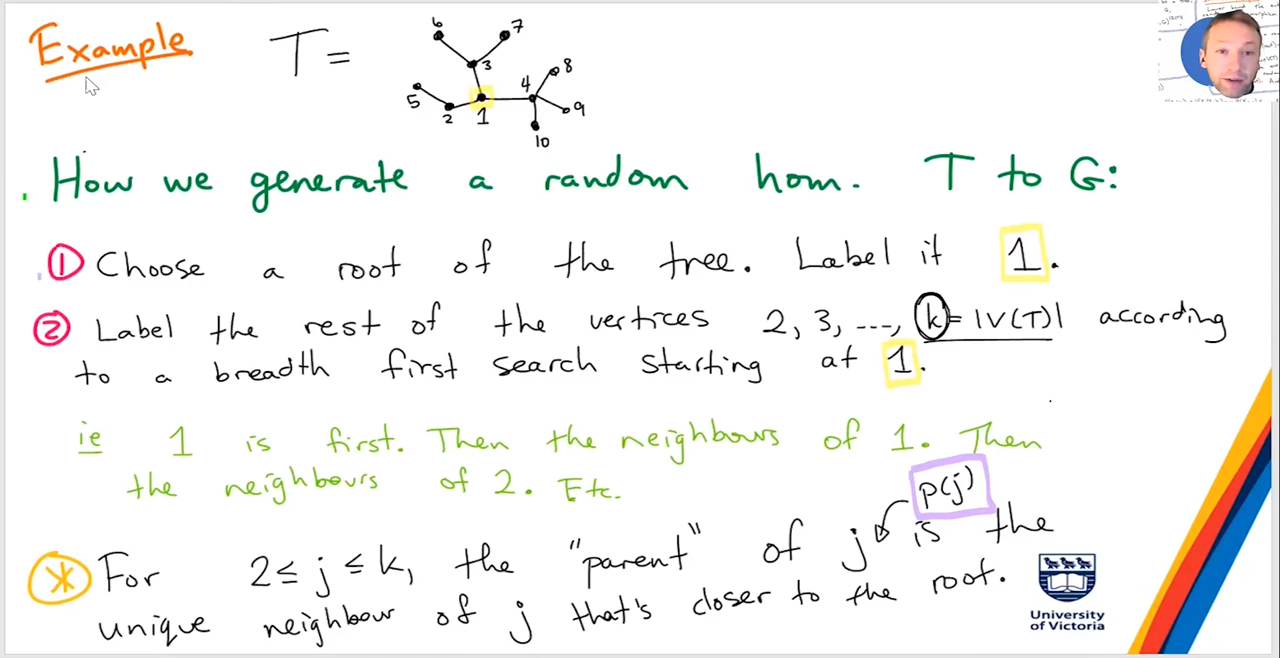 Example
T =
6
7
3
5
2
1
4
8
9
10
How we generate a random hom. T to G:
① Choose a root of the tree. Label it 1.
② Label the rest of the vertices 2, 3, ..., k = |V(T)| according
to a breadth first search starting at 1.
ie 1 is first. Then the neighbours of 1. Then
the neighbours of 2. Etc.
p(j)
* For 2 ≤ j ≤ k, the "parent" of j is the
unique neighbour of j that's closer to the root.
University
of Victoria